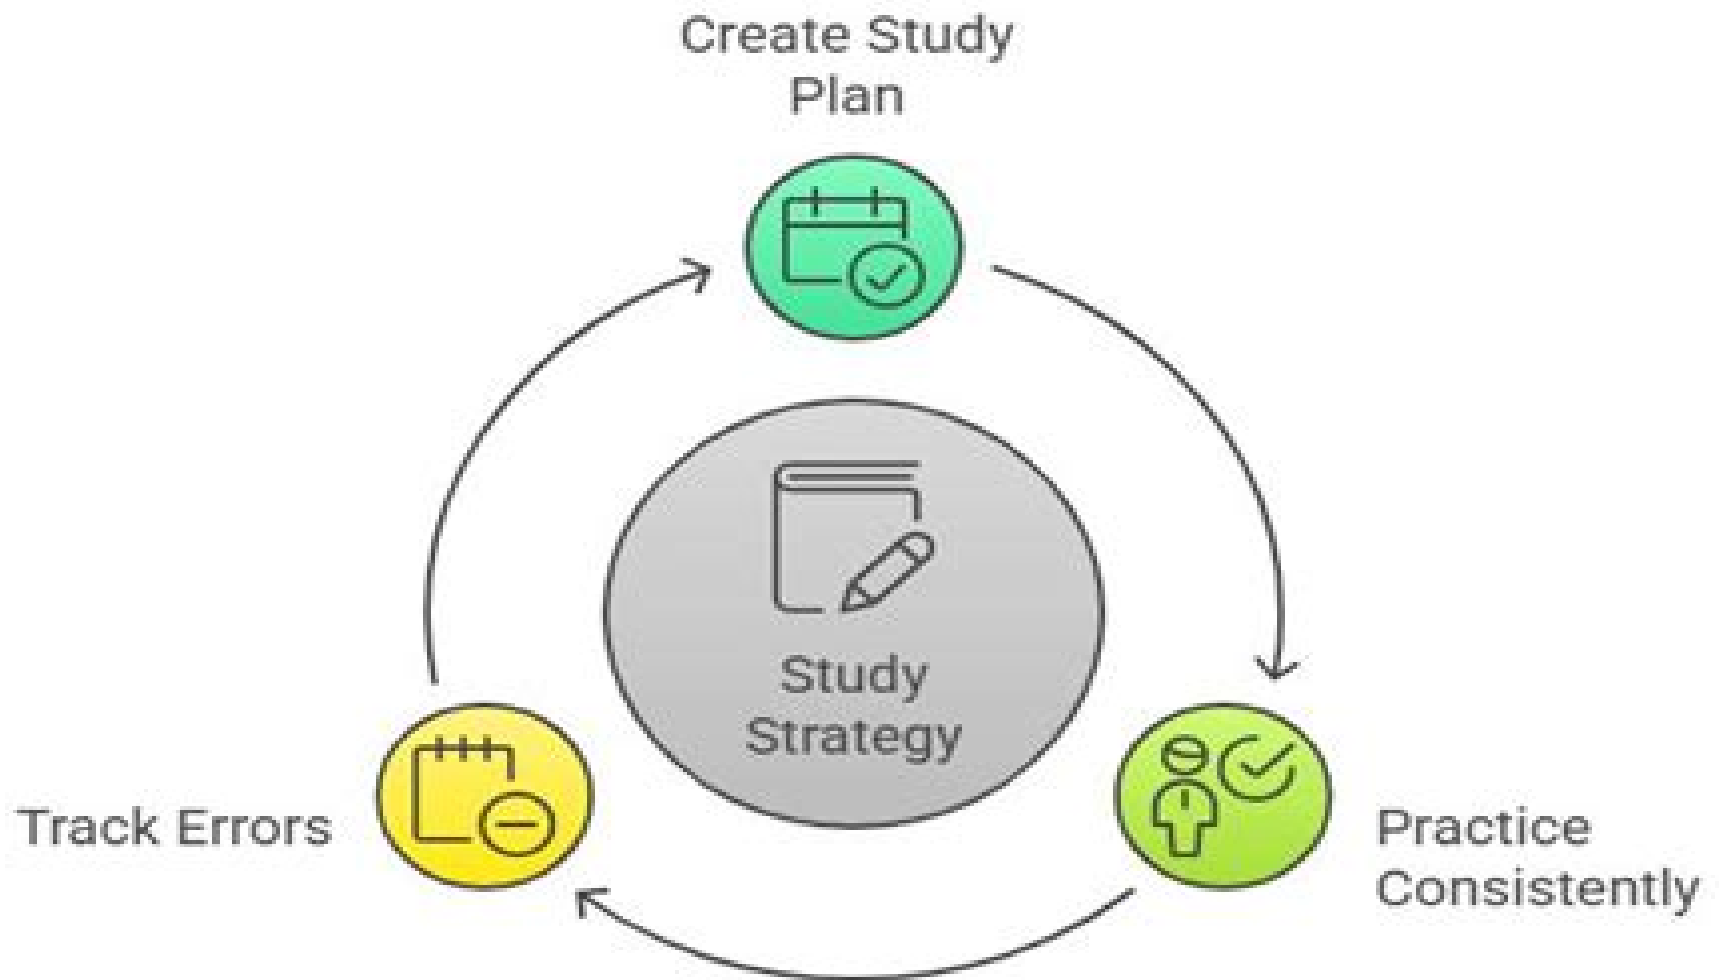 Create Study
Plan
Study
Strategy
Track Errors
Practice
Consistently